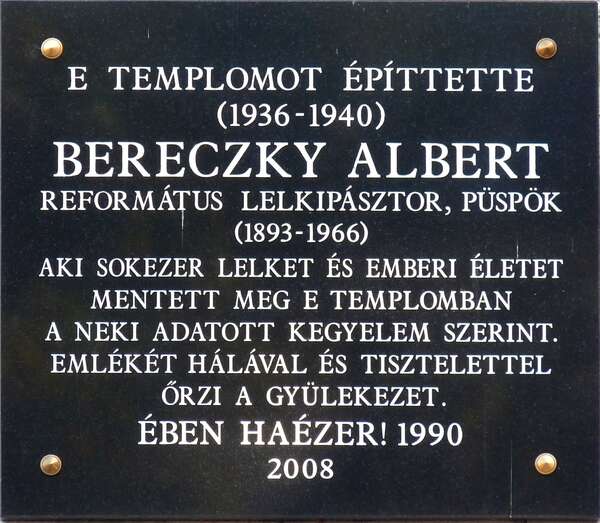 E TEMPLOMOT ÉPÍTTETTE
(1936-1940)
BERECZKY ALBERT
REFORMÁTUS LELKIPÁSZTOR, PÜSPÖK
(1893-1966)
AKI SOKEZER LELKET ÉS EMBERI ÉLETET
MENTETT MEG E TEMPLOMBAN
A NEKI ADATOTT KEGYELEM SZERINT.
EMLÉKÉT HÁLÁVAL ÉS TISZTELETTEL
ŐRZI A GYÜLEKEZET.
ÉBEN HAÉZER! 1990
2008